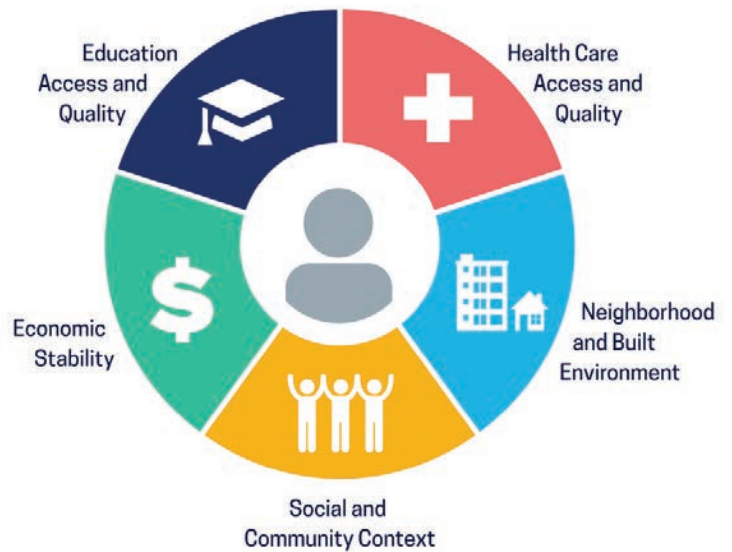 Education
Access and
Quality
Health Care
Access and
Quality
$
Economic
Stability
Neighborhood
and Built
Environment
Social and
Community Context